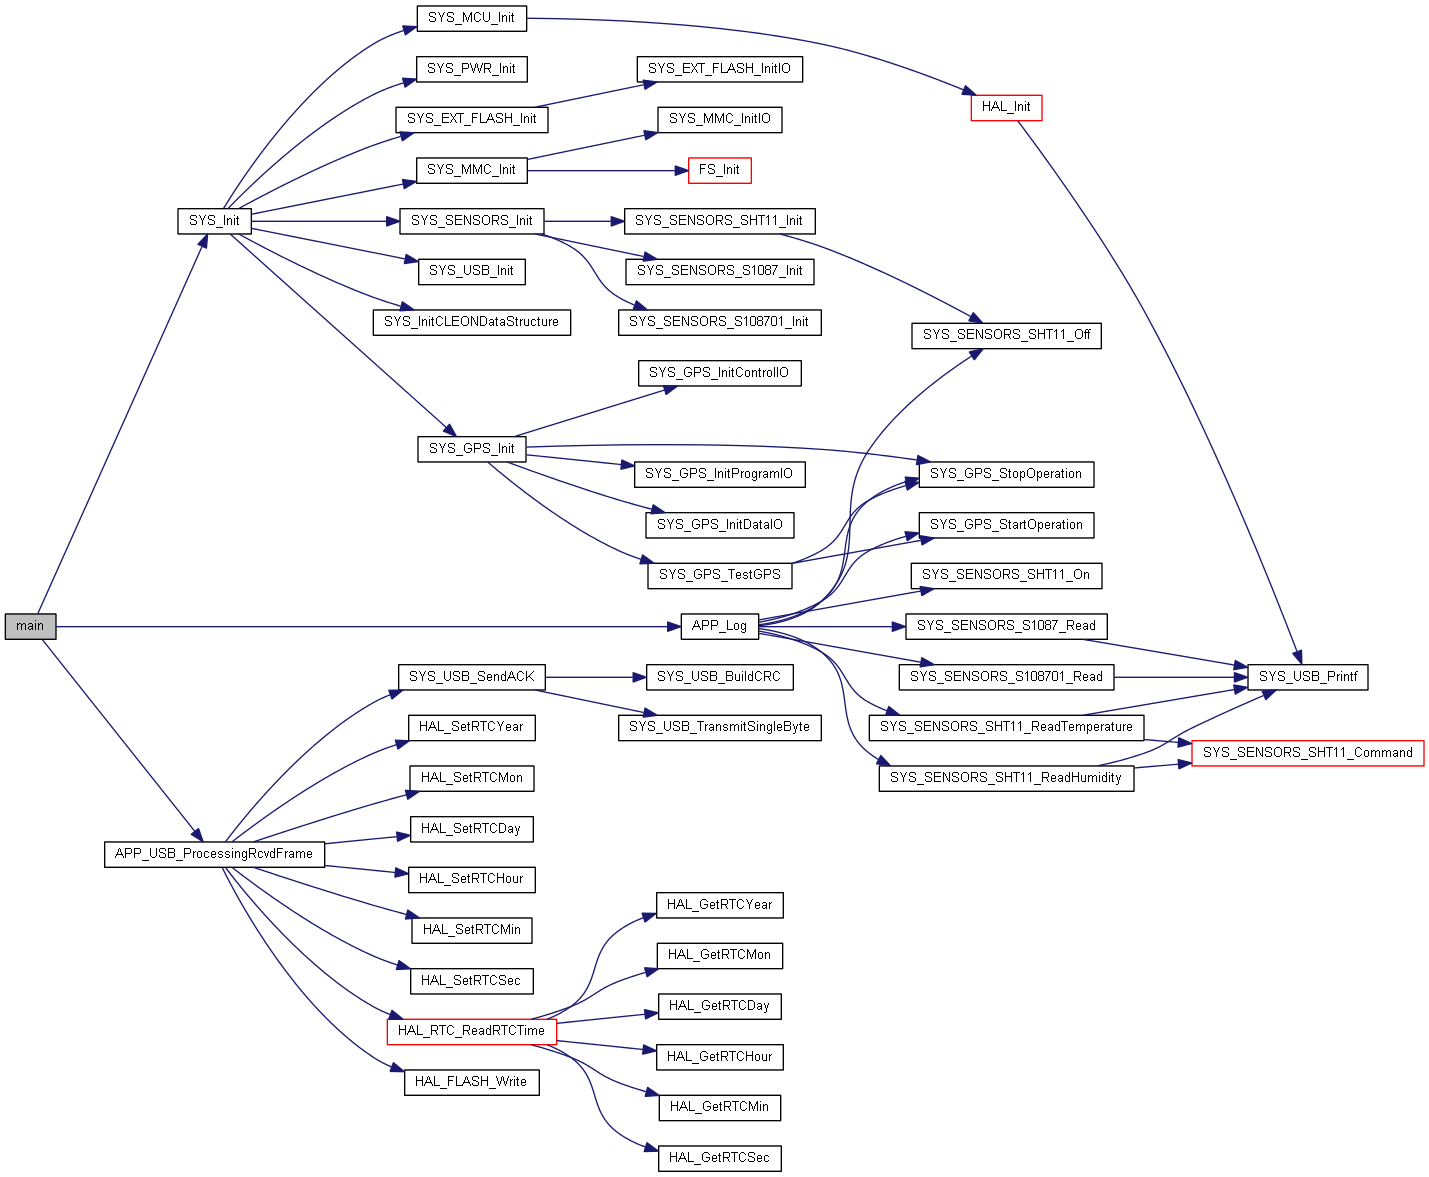 SYS_MCU_Init
SYS_PWR_Init
SYS_EXT_FLASH_InitIO
HAL_Init
SYS_EXT_FLASH_Init
SYS_MMC_InitIO
SYS_MMC_Init
FS_Init
SYS_Init
SYS_SENSORS_Init
SYS_SENSORS_SHT11_Init
SYS_USB_Init
SYS_SENSORS_S1087_Init
SYS_InitCLEONDataStructure
SYS_SENSORS_S108701_Init
SYS_SENSORS_SHT11_Off
SYS_GPS_InitControlIO
SYS_GPS_Init
SYS_GPS_InitProgramIO
SYS_GPS_StopOperation
SYS_GPS_InitDataIO
SYS_GPS_StartOperation
SYS_GPS_TestGPS
SYS_SENSORS_SHT11_On
main
APP_Log
SYS_SENSORS_S1087_Read
SYS_USB_SendACK
SYS_USB_BuildCRC
SYS_SENSORS_S108701_Read
SYS_USB_Printf
HAL_SetRTCYear
SYS_USB_TransmitSingleByte
SYS_SENSORS_SHT11_ReadTemperature
SYS_SENSORS_SHT11_Command
HAL_SetRTCMon
SYS_SENSORS_SHT11_ReadHumidity
HAL_SetRTCDay
APP_USB_ProcessingRcvdFrame
HAL_SetRTCHour
HAL_GetRTCYear
HAL_SetRTCMin
HAL_GetRTCMon
HAL_SetRTCSec
HAL_GetRTCDay
HAL_RTC_ReadRTCTime
HAL_GetRTCHour
HAL_FLASH_Write
HAL_GetRTCMin
HAL_GetRTCSec